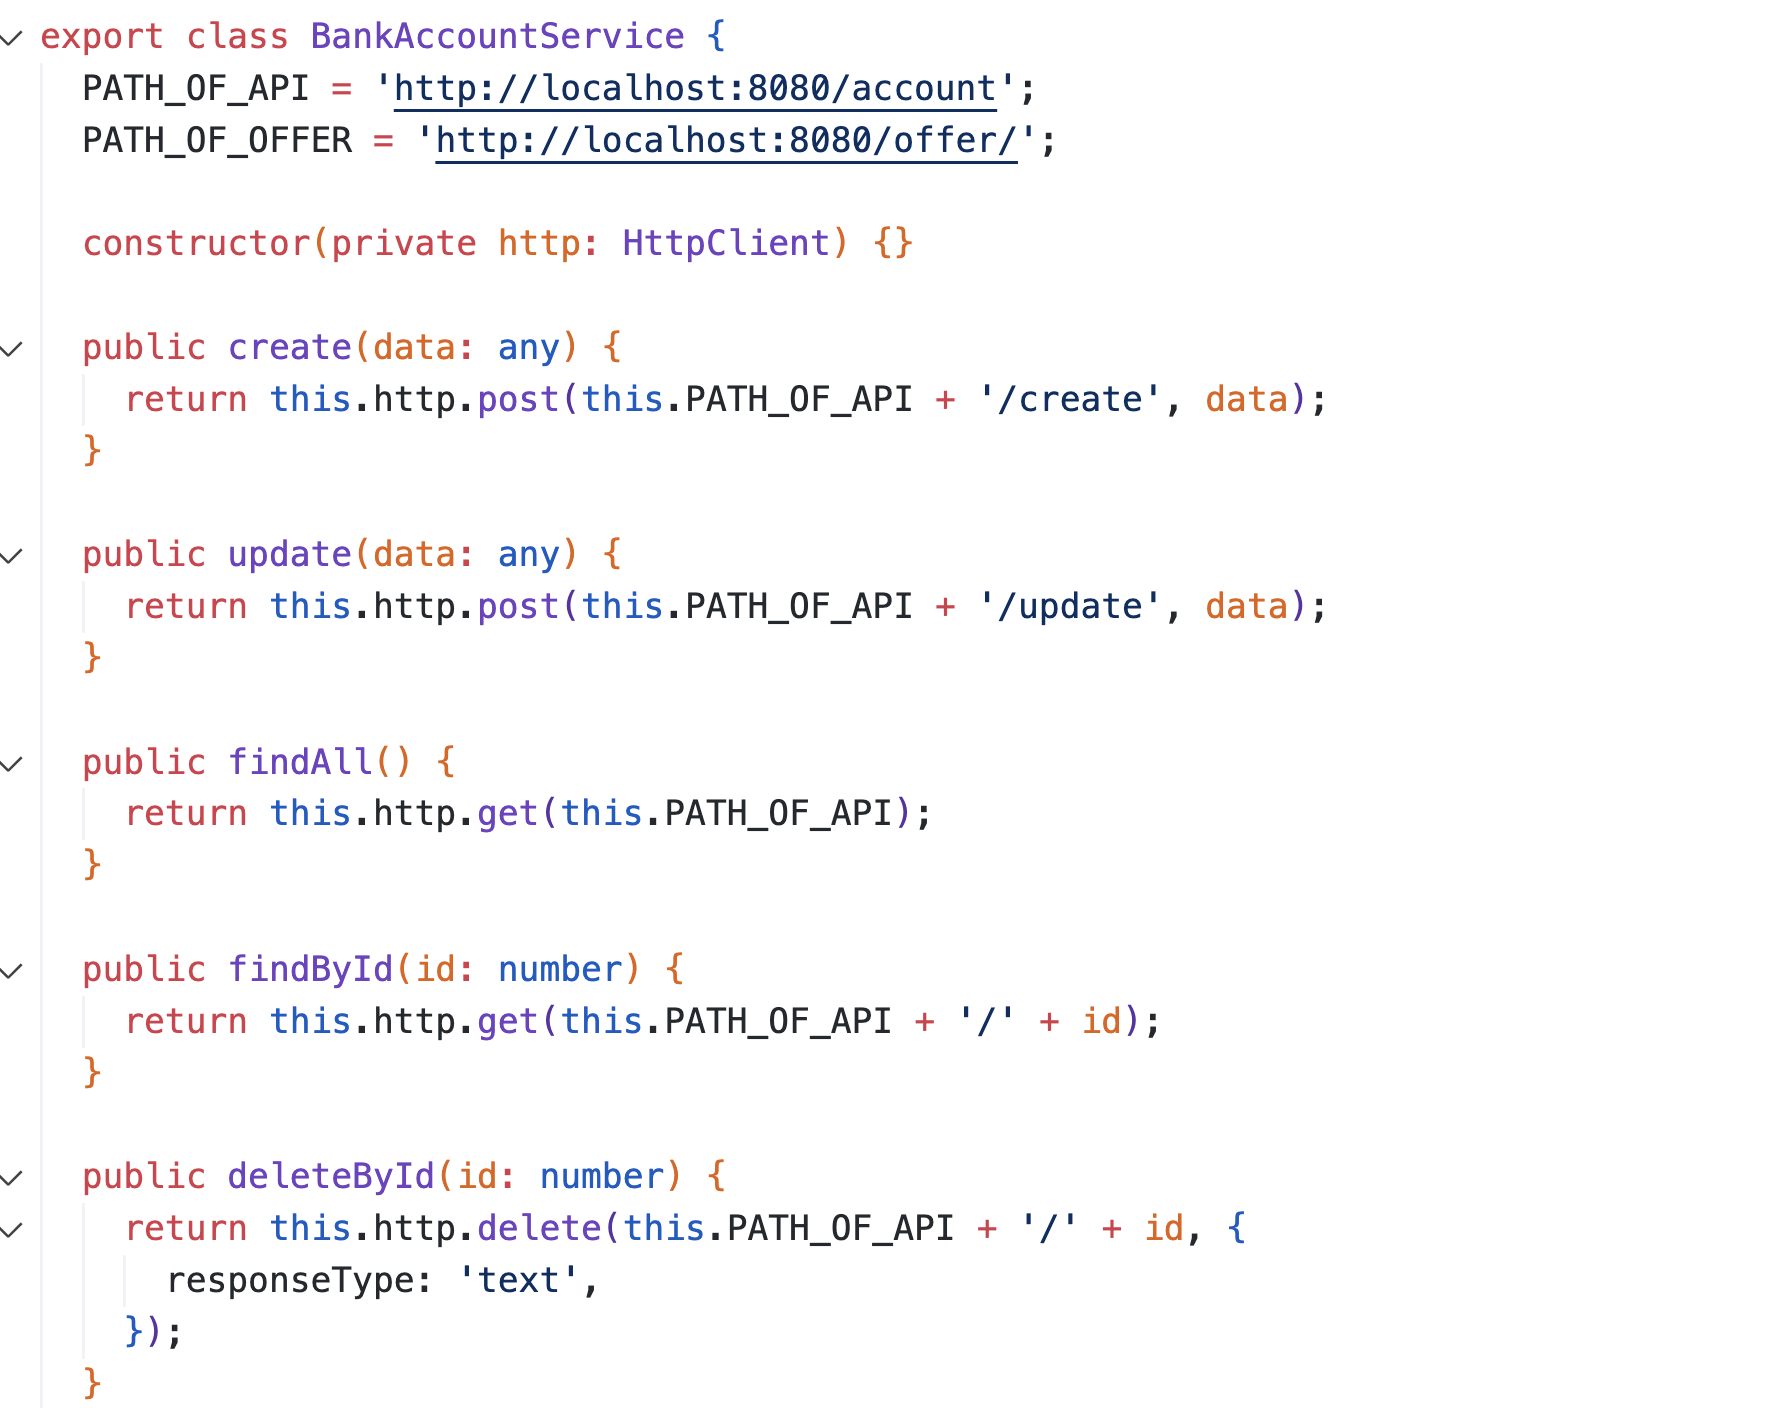 export class BankAccountService {
  PATH_OF_API = 'http://localhost:8080/account';
  PATH_OF_OFFER = 'http://localhost:8080/offer/';

  constructor(private http: HttpClient) {}

  public create(data: any) {
    return this.http.post(this.PATH_OF_API + '/create', data);
  }

  public update(data: any) {
    return this.http.post(this.PATH_OF_API + '/update', data);
  }

  public findAll() {
    return this.http.get(this.PATH_OF_API);
  }

  public findById(id: number) {
    return this.http.get(this.PATH_OF_API + '/' + id);
  }

  public deleteById(id: number) {
    return this.http.delete(this.PATH_OF_API + '/' + id, {
      responseType: 'text',
    });
  }